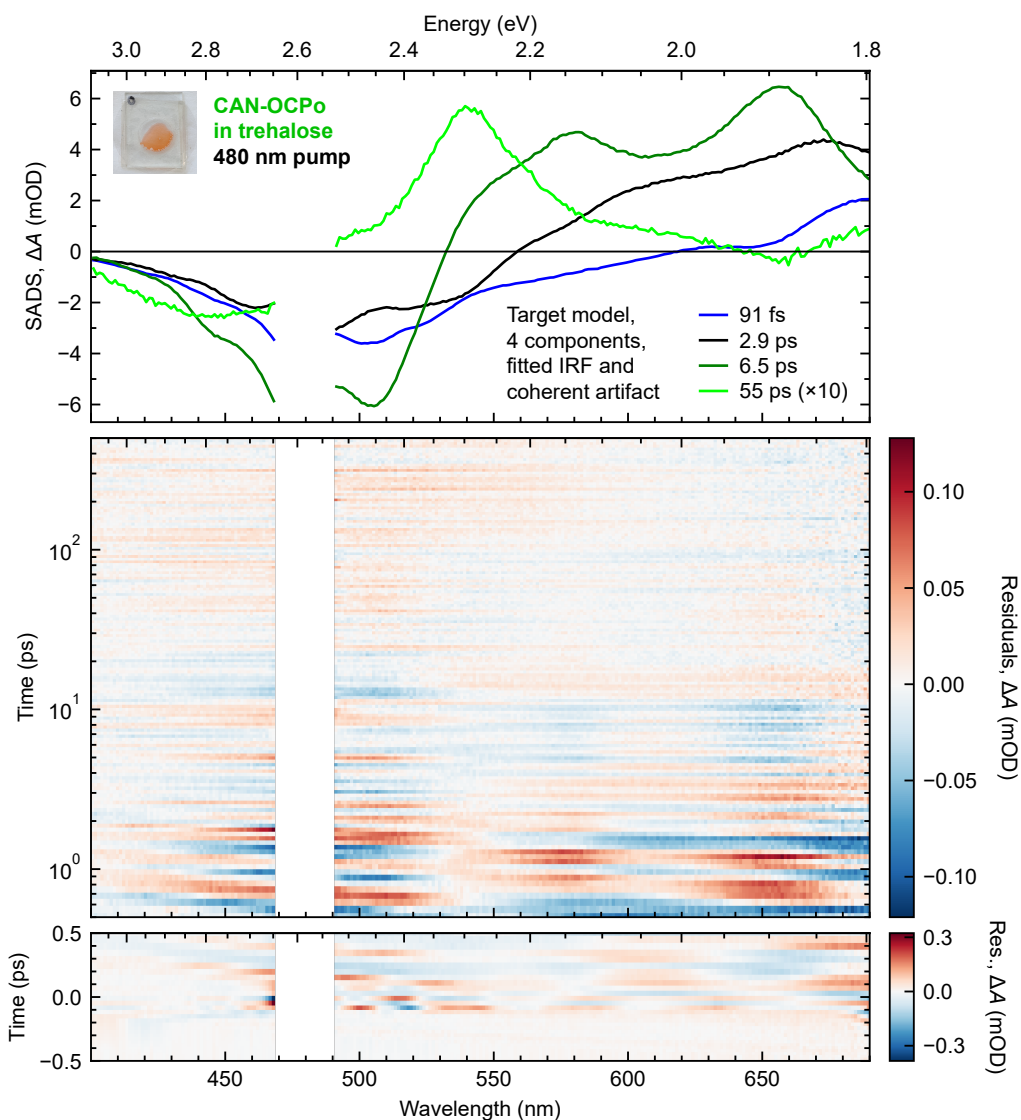 Energy (eV)
3.0 2.8 2.6 2.4 2.2 2.0 1.8
SADS, ΔA (mOD)
6
4
2
0
−2
−4
−6
CAN-OCPo
in trehalose
480 nm pump
Target model,
4 components,
fitted IRF and
coherent artifact
91 fs
2.9 ps
6.5 ps
55 ps (×10)
Time (ps)
10²
10¹
10⁰
0.10
0.05
0.00
−0.05
−0.10
Residuals, ΔA (mOD)
Time (ps)
0.5
0.0
−0.5
0.3
0.0
−0.3
Res., ΔA (mOD)
450 500 550 600 650
Wavelength (nm)